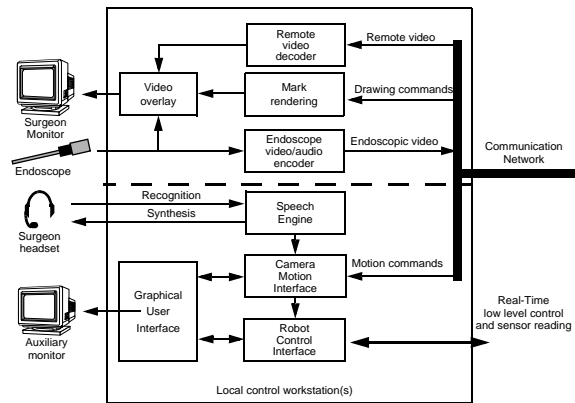 Remote
video
decoder
Remote video
Video
overlay
Mark
rendering
Drawing commands
Surgeon
Monitor
Endoscope
video/audio
encoder
Endoscopic video
Communication
Network
Endoscope
Recognition
Synthesis
Speech
Engine
Surgeon
headset
Camera
Motion
Interface
Motion commands
Graphical
User
Interface
Real-Time
low level control
and sensor reading
Robot
Control
Interface
Auxiliary
monitor
Local control workstation(s)